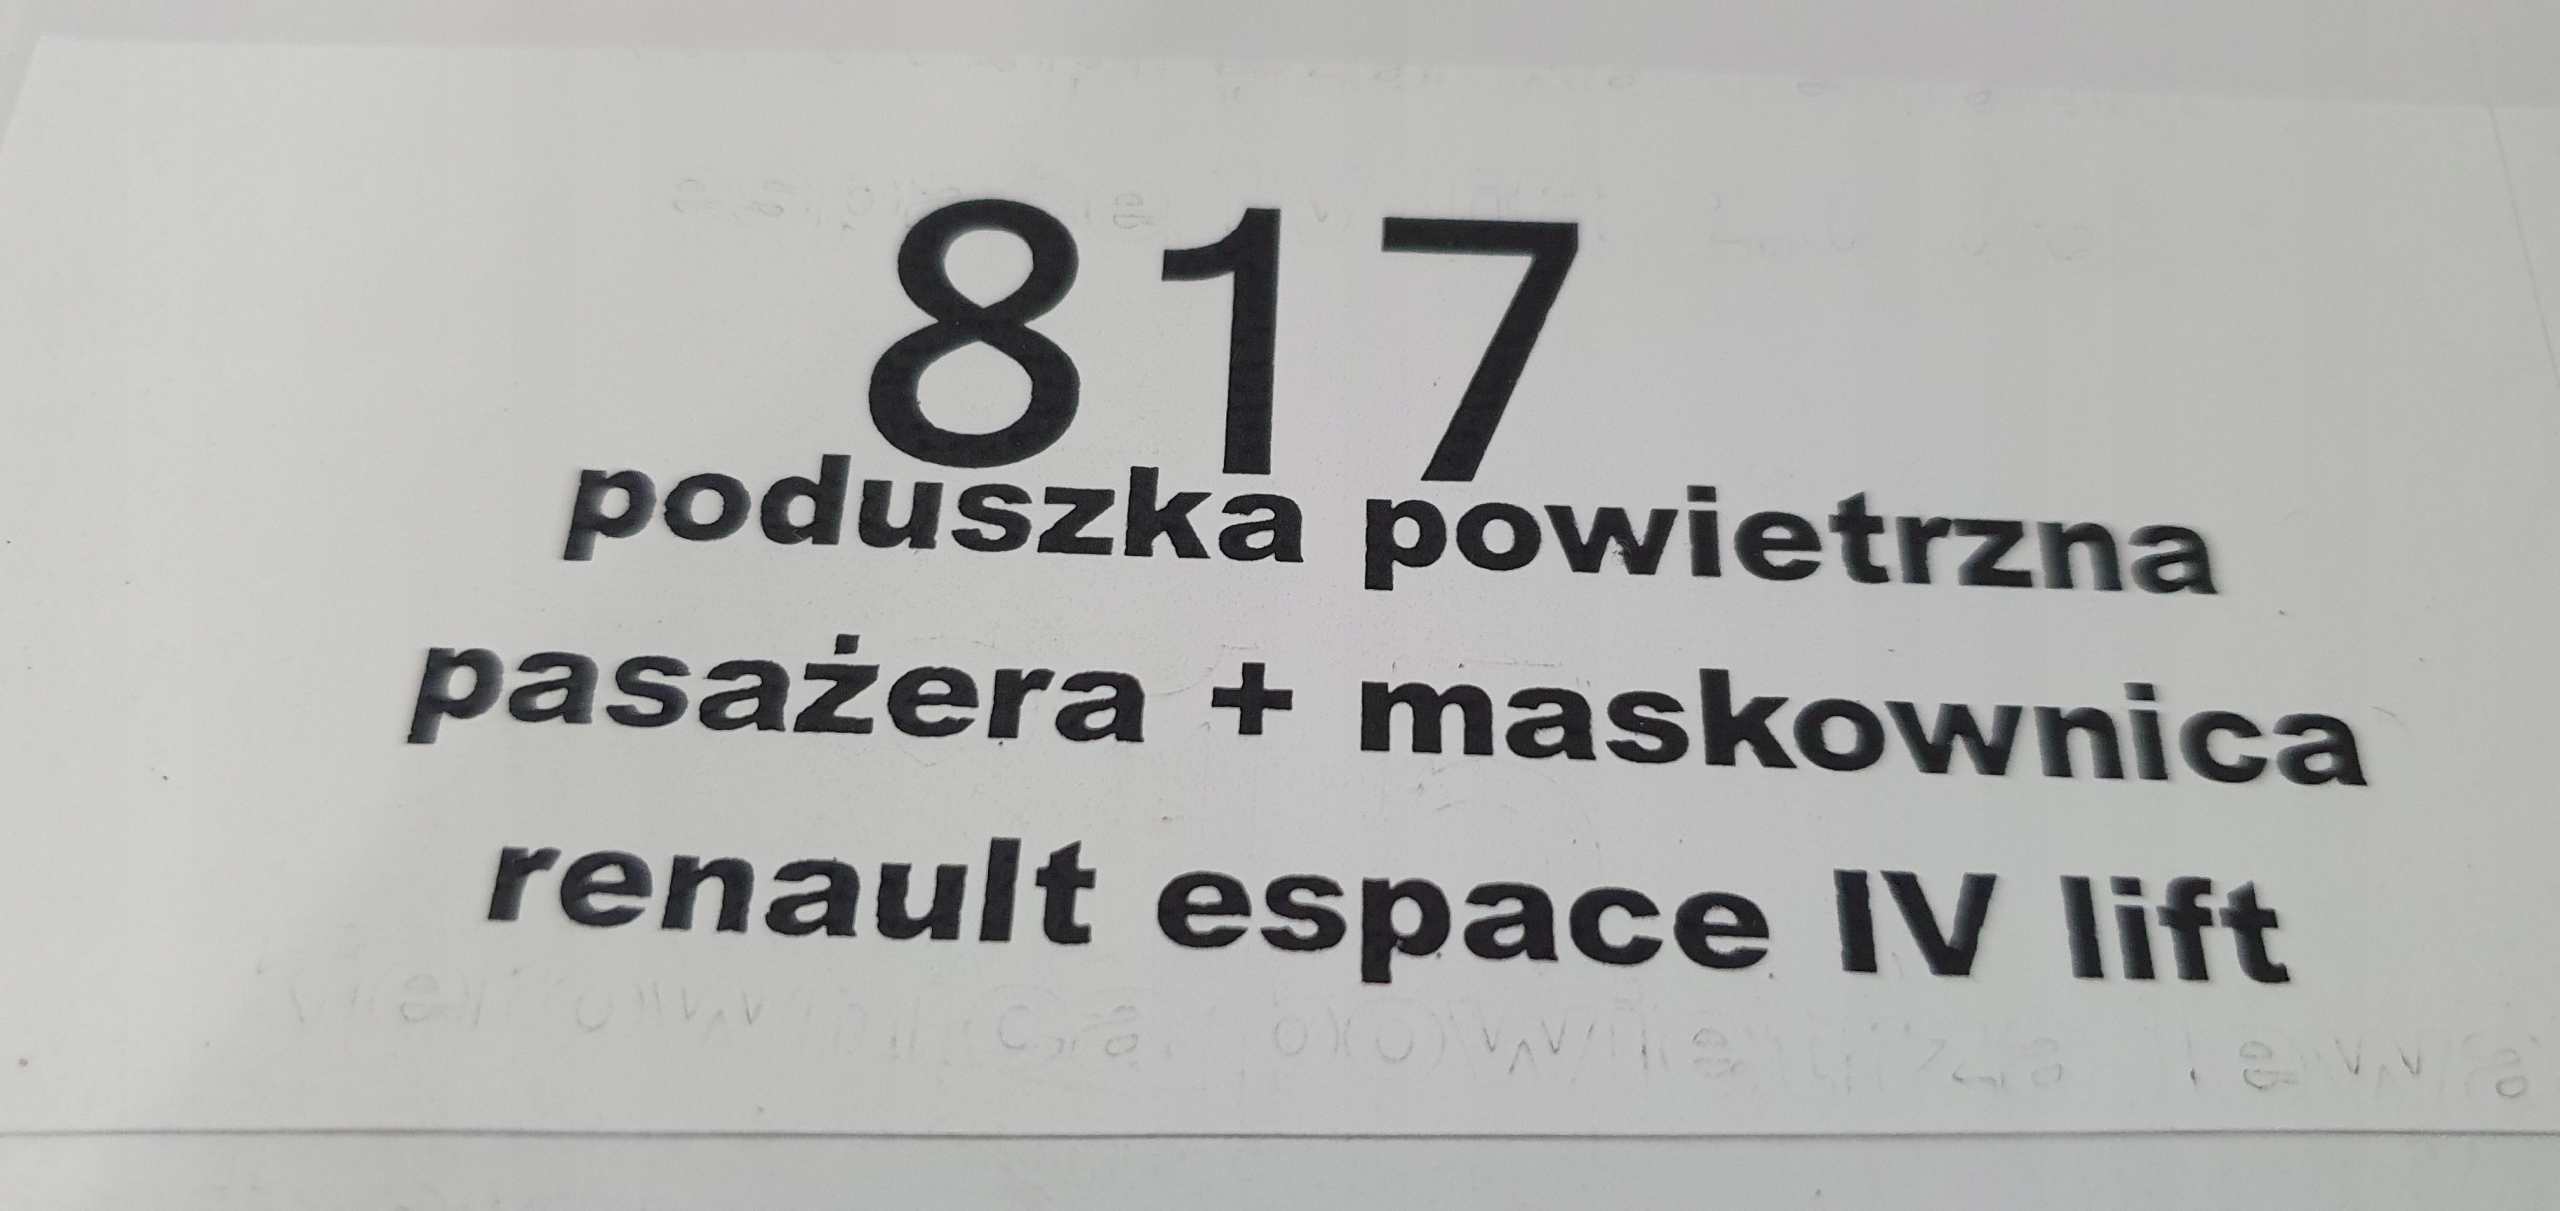 817
poduszka powietrzna
pasażera + maskownica
renault espace IV lift